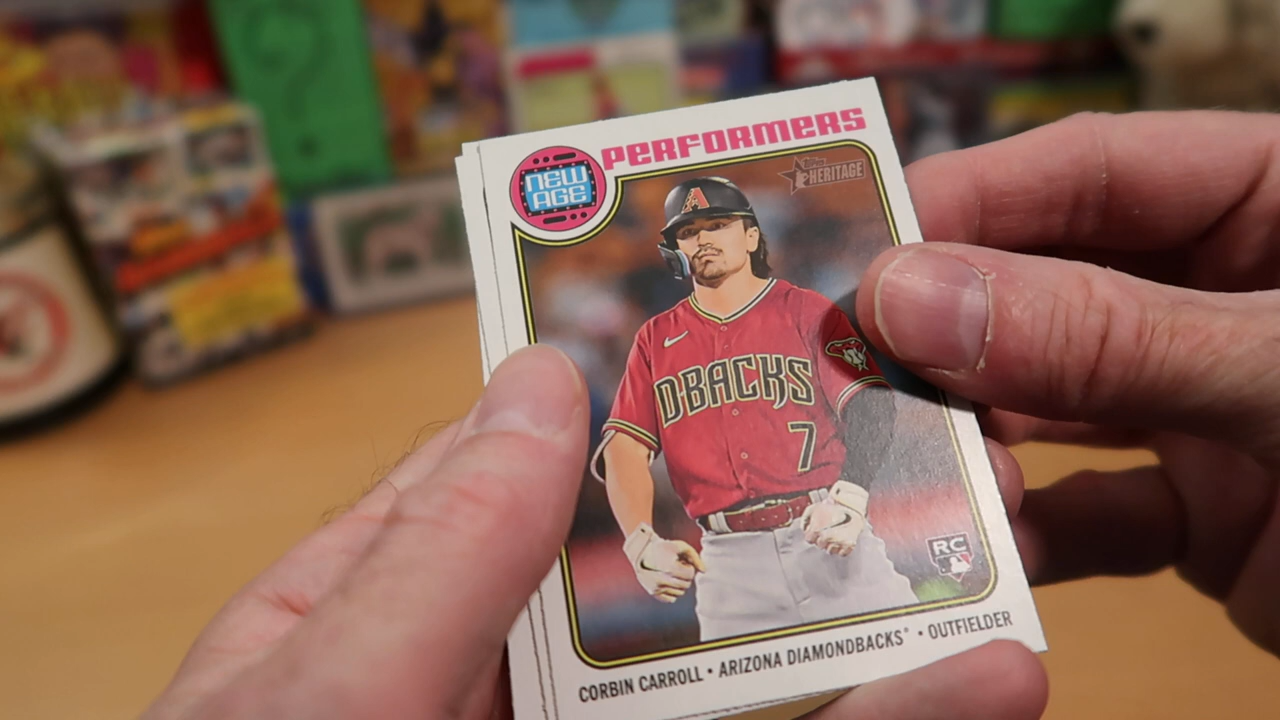 PERFORMERS
NEW
AGE
Topps
HERITAGE
A
DBACKS
7
RC
CORBIN CARROLL • ARIZONA DIAMONDBACKS® • OUTFIELDER
?